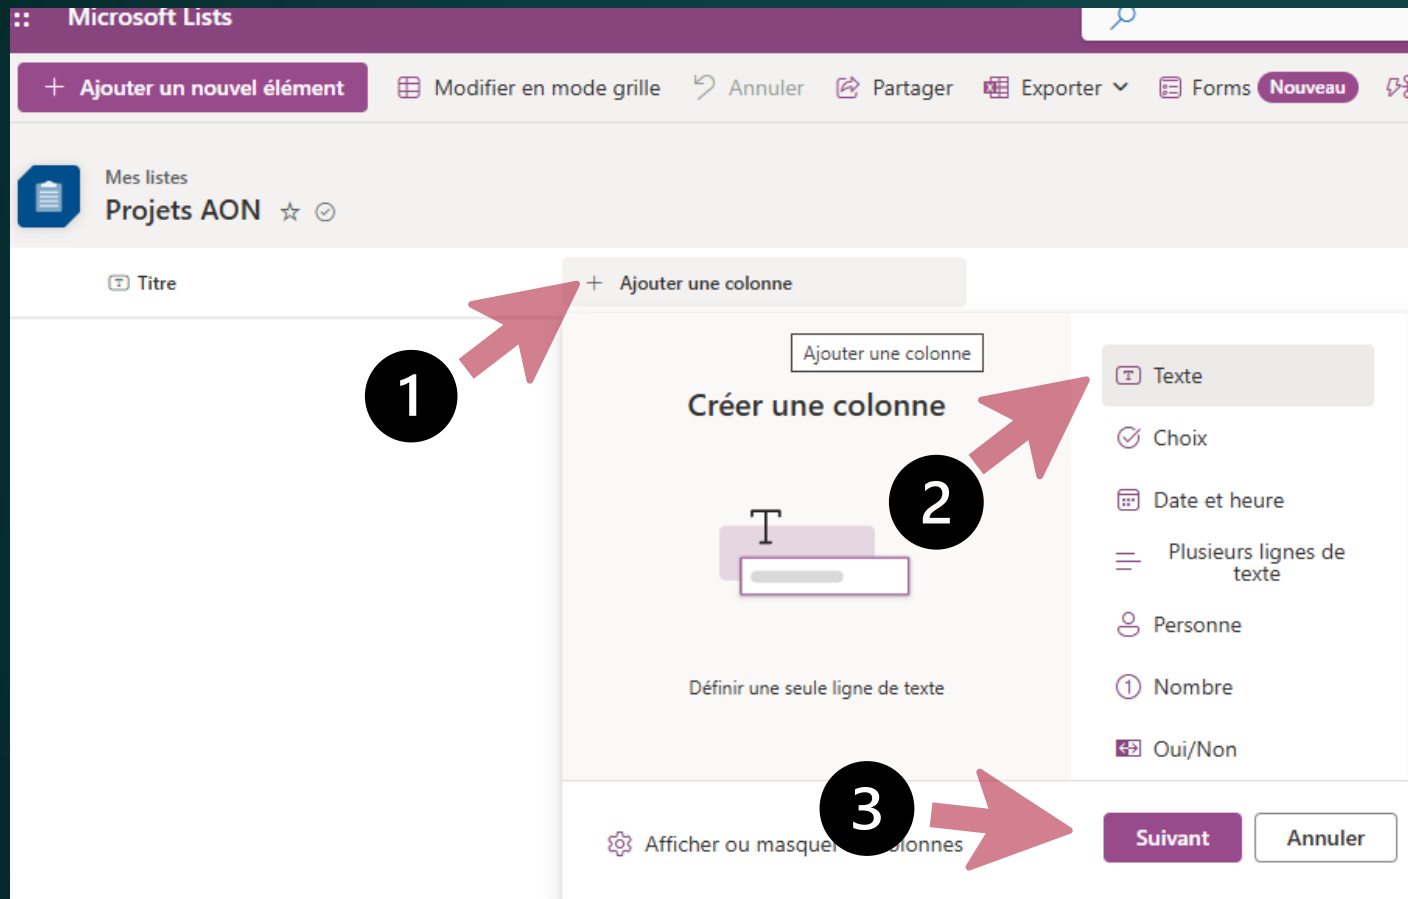 Microsoft Lists
+ Ajouter un nouvel élément
Modifier en mode grille
Annuler
Partager
Exporter
Forms
Nouveau
Mes listes
Projets AON
Titre
+ Ajouter une colonne
Ajouter une colonne
Créer une colonne
1
2
T
Définir une seule ligne de texte
Texte
Choix
Date et heure
Plusieurs lignes de
texte
Personne
Nombre
Oui/Non
3
Afficher ou masquer colonnes
Suivant
Annuler